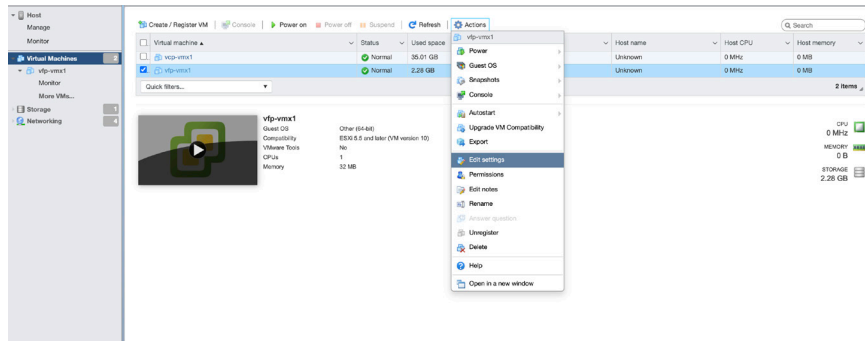 Host
Manage
Monitor
Virtual Machines 2
vfp-vmx1
Monitor
More VMs...
Storage 1
Networking 4
Create / Register VM Console Power on Power off Suspend Refresh Actions Search
Virtual machine ▲ Status Used space Host name Host CPU Host memory
vcp-vmx1 Normal 35.01 GB Unknown 0 MHz 0 MB
vfp-vmx1 Normal 2.28 GB Unknown 0 MHz 0 MB
Quick filters... 2 items
vfp-vmx1
Power
Guest OS
Snapshots
Console
Autostart
Upgrade VM Compatibility
Export
Edit settings
Permissions
Edit notes
Rename
Answer question
Unregister
Delete
Help
Open in a new window
vfp-vmx1
Guest OS Other (64-bit)
Compatibility ESXi 5.5 and later (VM version 10)
VMware Tools No
CPUs 1
Memory 32 MB
CPU
0 MHz
MEMORY
0 B
STORAGE
2.28 GB